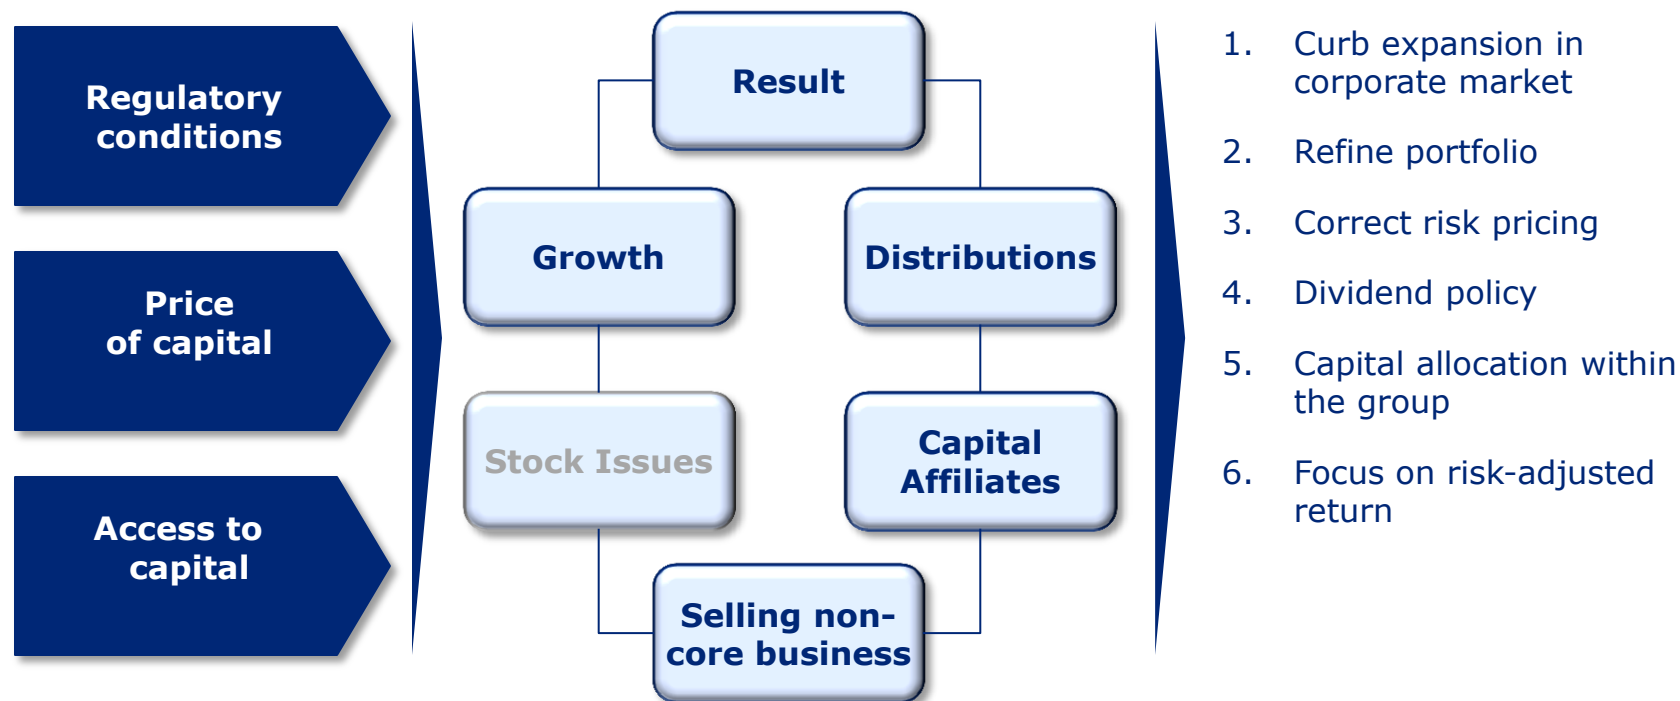 Regulatory
conditions
Price
of capital
Access to
capital
Result
Growth
Distributions
Stock Issues
Capital
Affiliates
Selling non-
core business
1. Curb expansion in
corporate market
2. Refine portfolio
3. Correct risk pricing
4. Dividend policy
5. Capital allocation within
the group
6. Focus on risk-adjusted
return